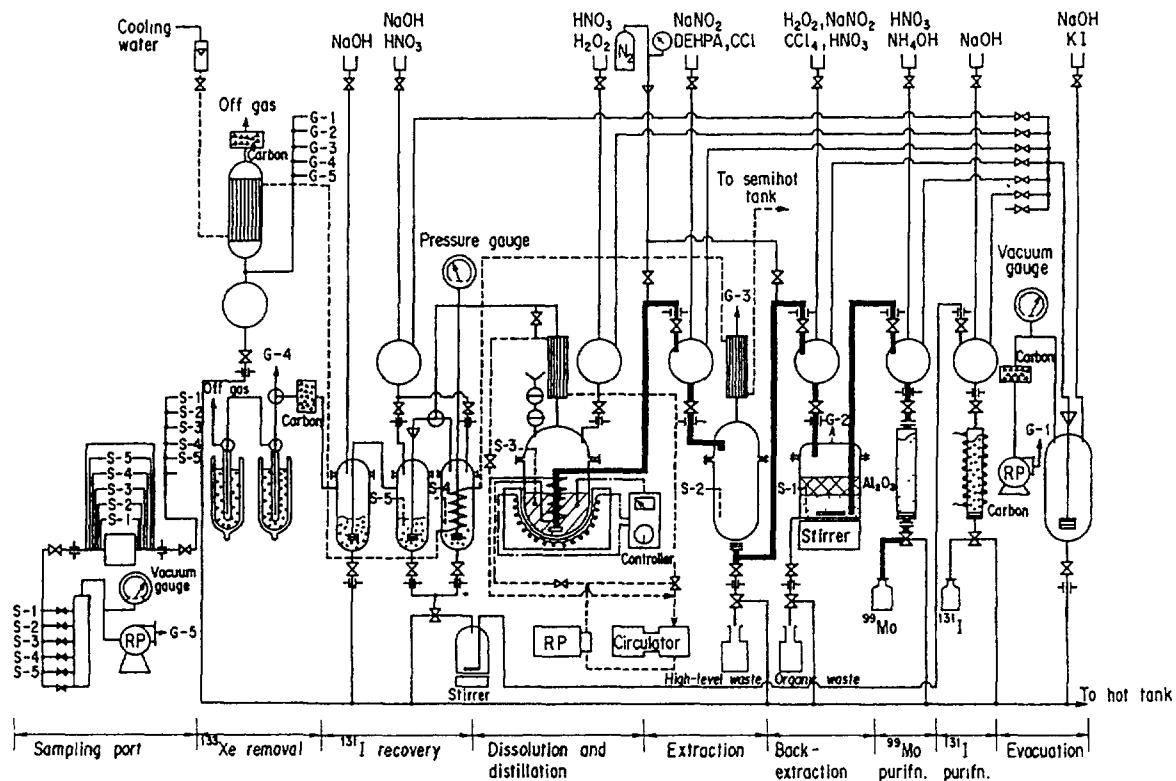 Cooling water
NaOH
NaOH
HNO₃
HNO₃
H₂O₂
N₂
NaNO₂
DEHPA,CCl
H₂O₂,NaNO₂
CCl₄,HNO₃
HNO₃
NH₄OH
NaOH
NaOH
KI
Off gas
Carbon
G-1
G-2
G-3
G-4
G-5
To semihot tank
Pressure gauge
Vacuum gauge
G-3
G-4
Off gas
Carbon
Carbon
S-1
S-2
S-3
S-4
S-5
S-5
S-4
S-3
S-2
S-1
S-5
S-4
S-3
S-2
S-1
G-2
G-1
RP
Al₂O₃
Carbon
Stirrer
Controller
Vacuum gauge
S-1
S-2
S-3
S-4
S-5
RP
G-5
RP
Circulator
Stirrer
High-level waste
Organic waste
⁹⁹Mo
¹³¹I
To hot tank
Sampling port
¹³³Xe removal
¹³¹I recovery
Dissolution and distillation
Extraction
Back-extraction
⁹⁹Mo purifn.
¹³¹I purifn.
Evacuation